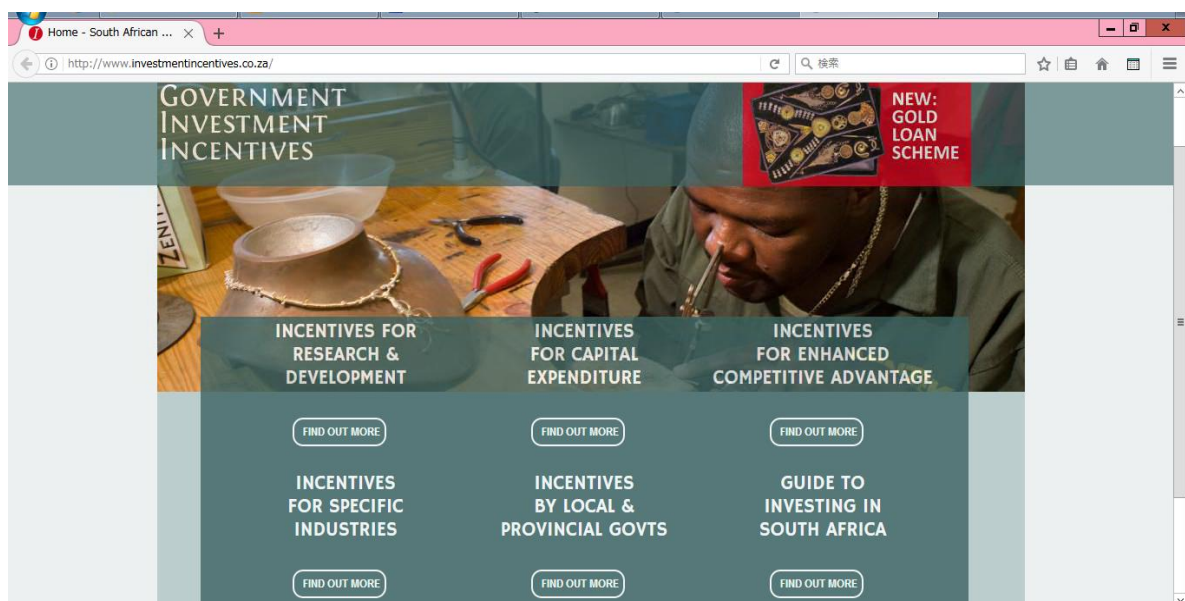 Home - South African ...
http://www.investmentincentives.co.za/
検索
GOVERNMENT
INVESTMENT
INCENTIVES
NEW:
GOLD
LOAN
SCHEME
ZENIT
INCENTIVES FOR
RESEARCH &
DEVELOPMENT
INCENTIVES
FOR CAPITAL
EXPENDITURE
INCENTIVES
FOR ENHANCED
COMPETITIVE ADVANTAGE
FIND OUT MORE
FIND OUT MORE
FIND OUT MORE
INCENTIVES
FOR SPECIFIC
INDUSTRIES
INCENTIVES
BY LOCAL &
PROVINCIAL GOVTS
GUIDE TO
INVESTING IN
SOUTH AFRICA
FIND OUT MORE
FIND OUT MORE
FIND OUT MORE